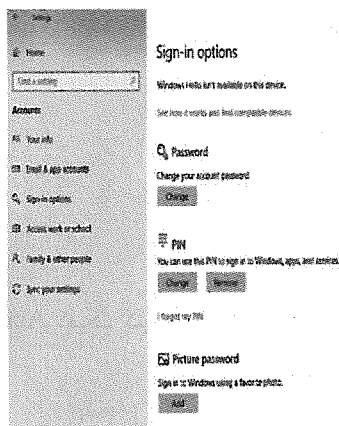 Settings
Home
Find a setting
Accounts
Your info
Email & app accounts
Sign-in options
Access work or school
Family & other people
Sync your settings
Sign-in options
Windows Hello isn't available on this device.
See how it works and find compatible devices.
Password
Change your account password
Change
PIN
You can use this PIN to sign in to Windows, apps, and services.
Change Remove
I forgot my PIN
Picture password
Sign in to Windows using a favorite photo.
Add